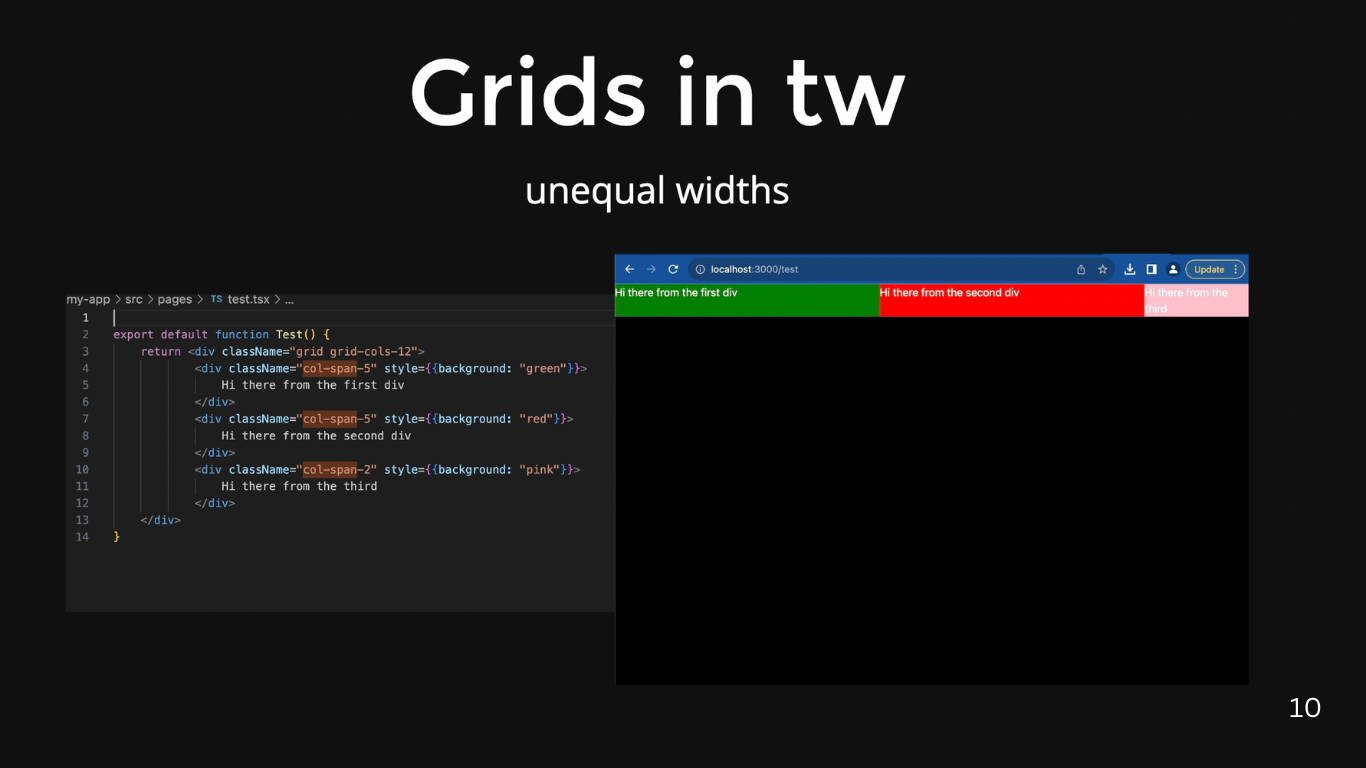 Grids in tw
unequal widths
my-app > src > pages > TS test.tsx > ...
1
2 export default function Test() {
3 return <div className="grid grid-cols-12">
4 <div className="col-span-5" style={{background: "green"}}>
5 Hi there from the first div
6 </div>
7 <div className="col-span-5" style={{background: "red"}}>
8 Hi there from the second div
9 </div>
10 <div className="col-span-2" style={{background: "pink"}}>
11 Hi there from the third
12 </div>
13 </div>
14 }
localhost:3000/test
Update
Hi there from the first div
Hi there from the second div
Hi there from the
third
10